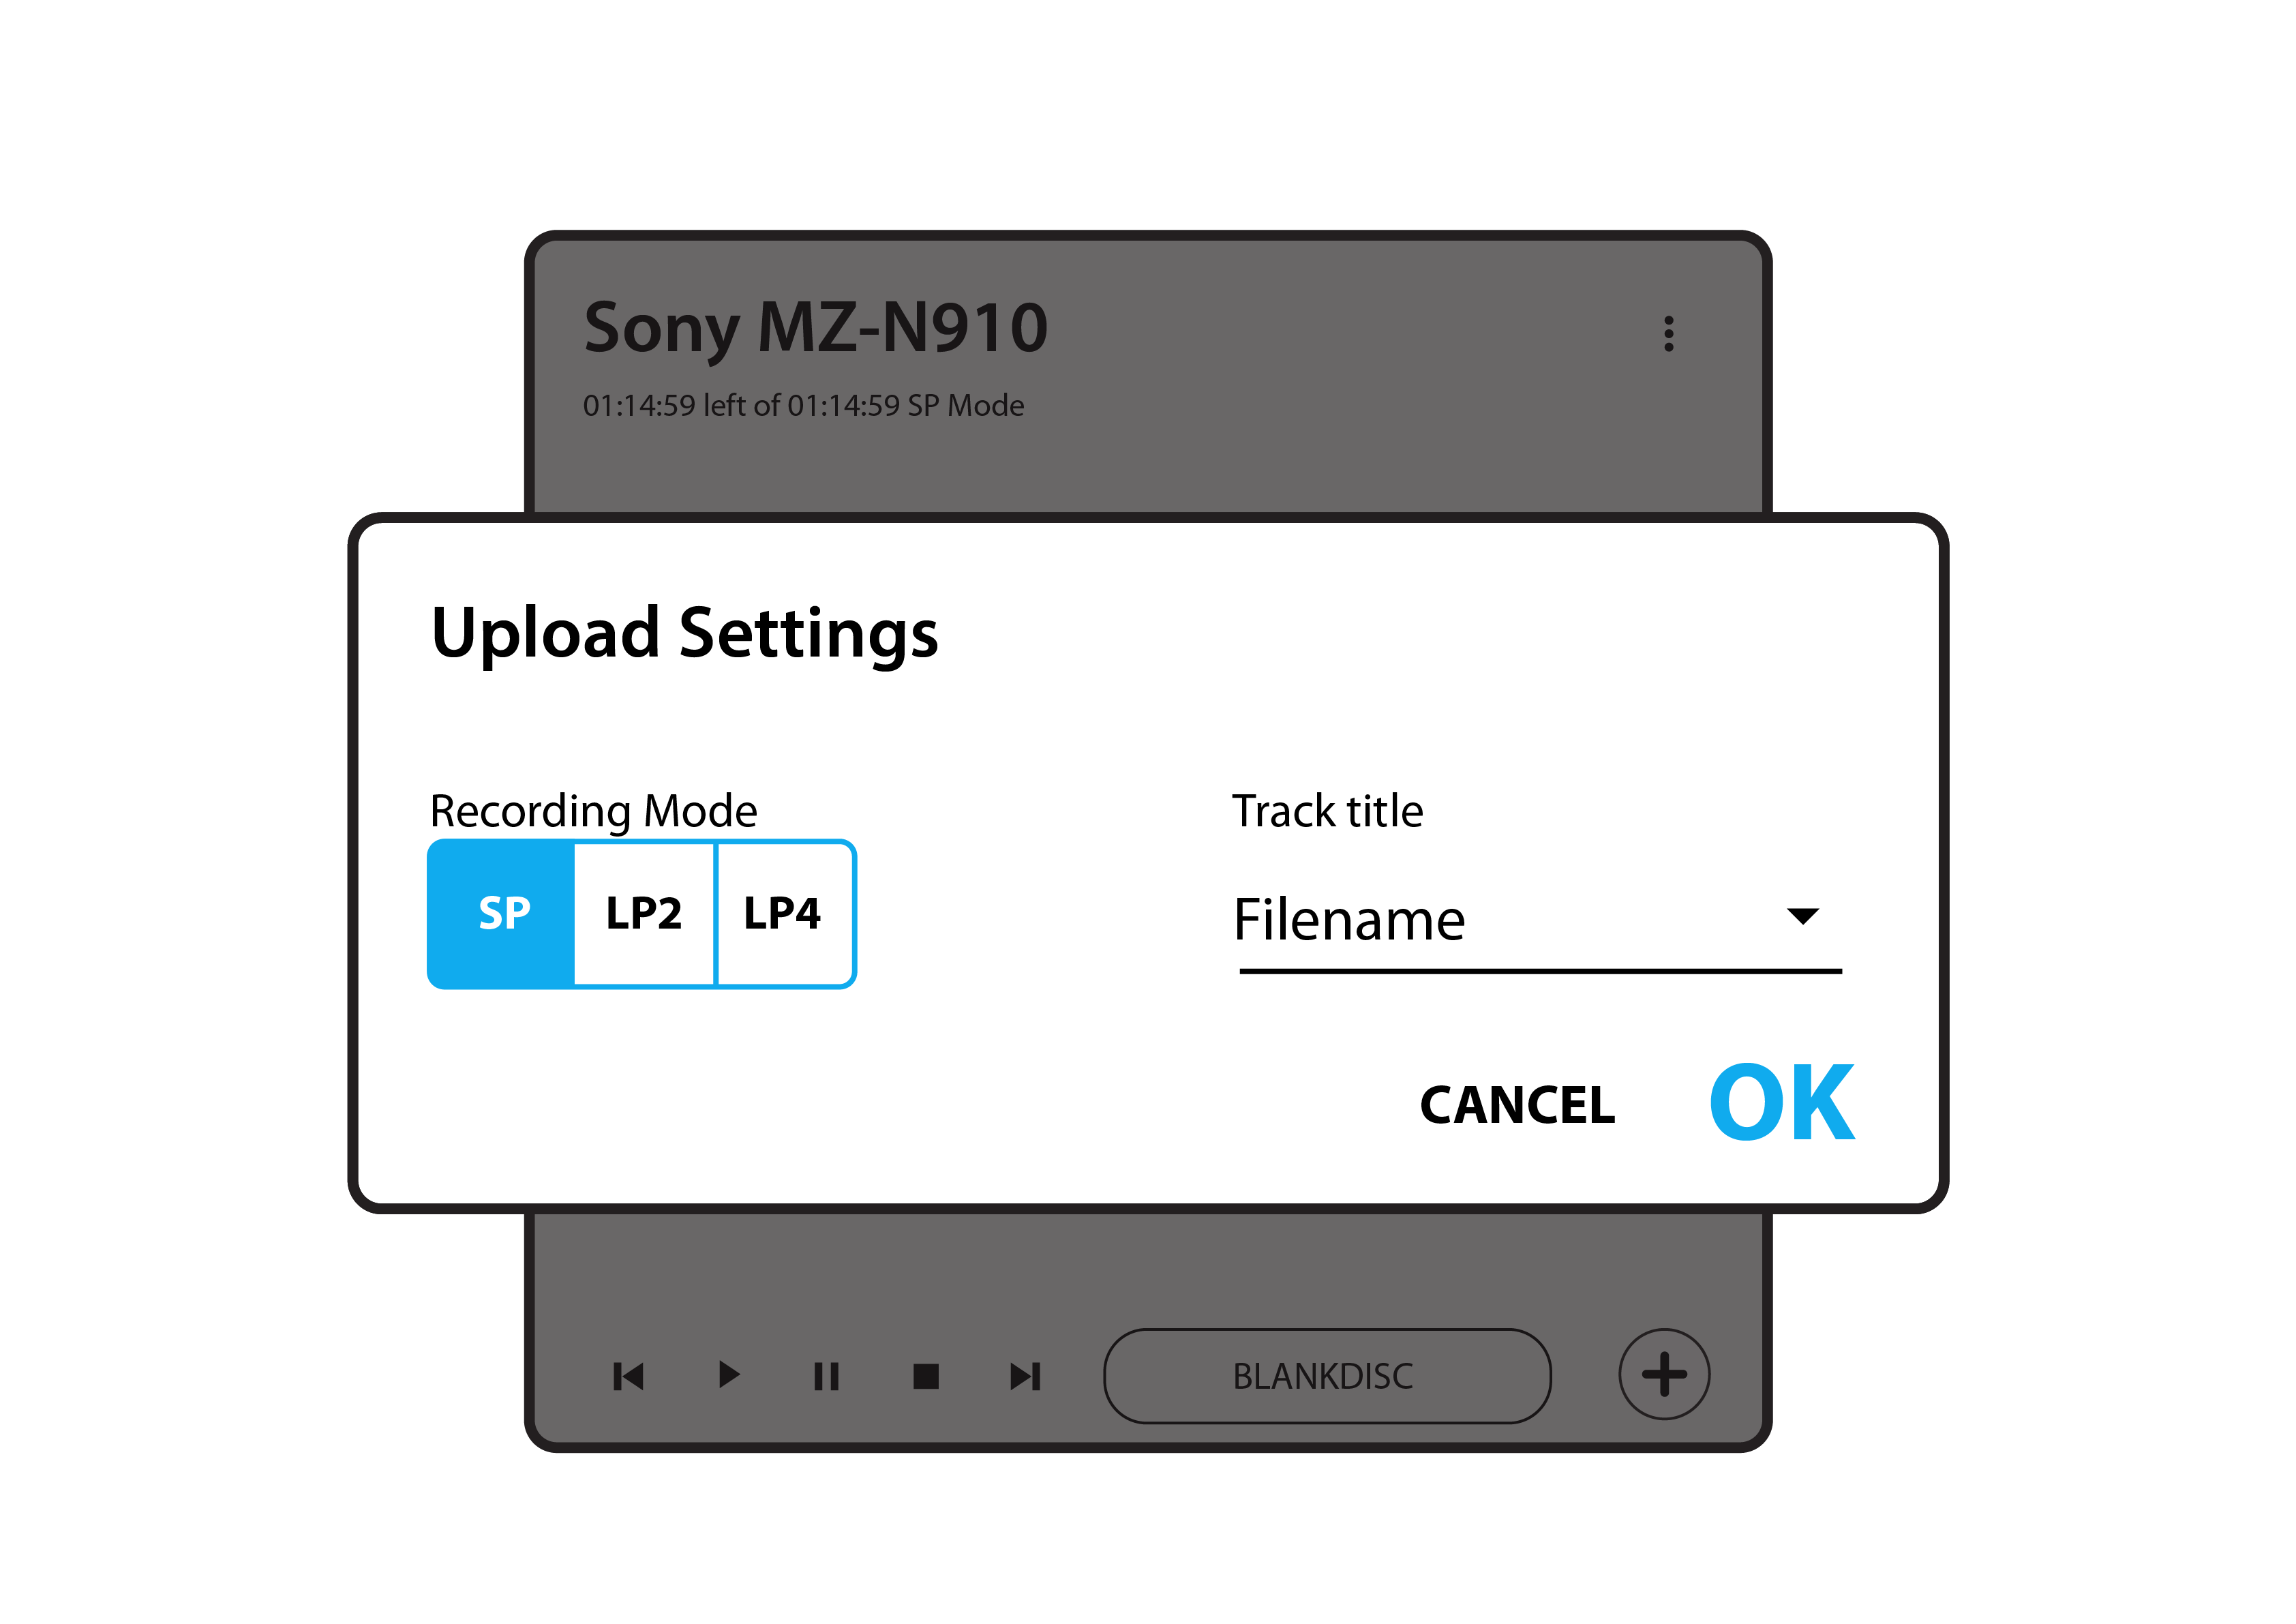 Sony MZ-N910
01:14:59 left of 01:14:59 SP Mode
Upload Settings
Recording Mode
SP LP2 LP4
Track title
Filename
CANCEL OK
BLANKDISC